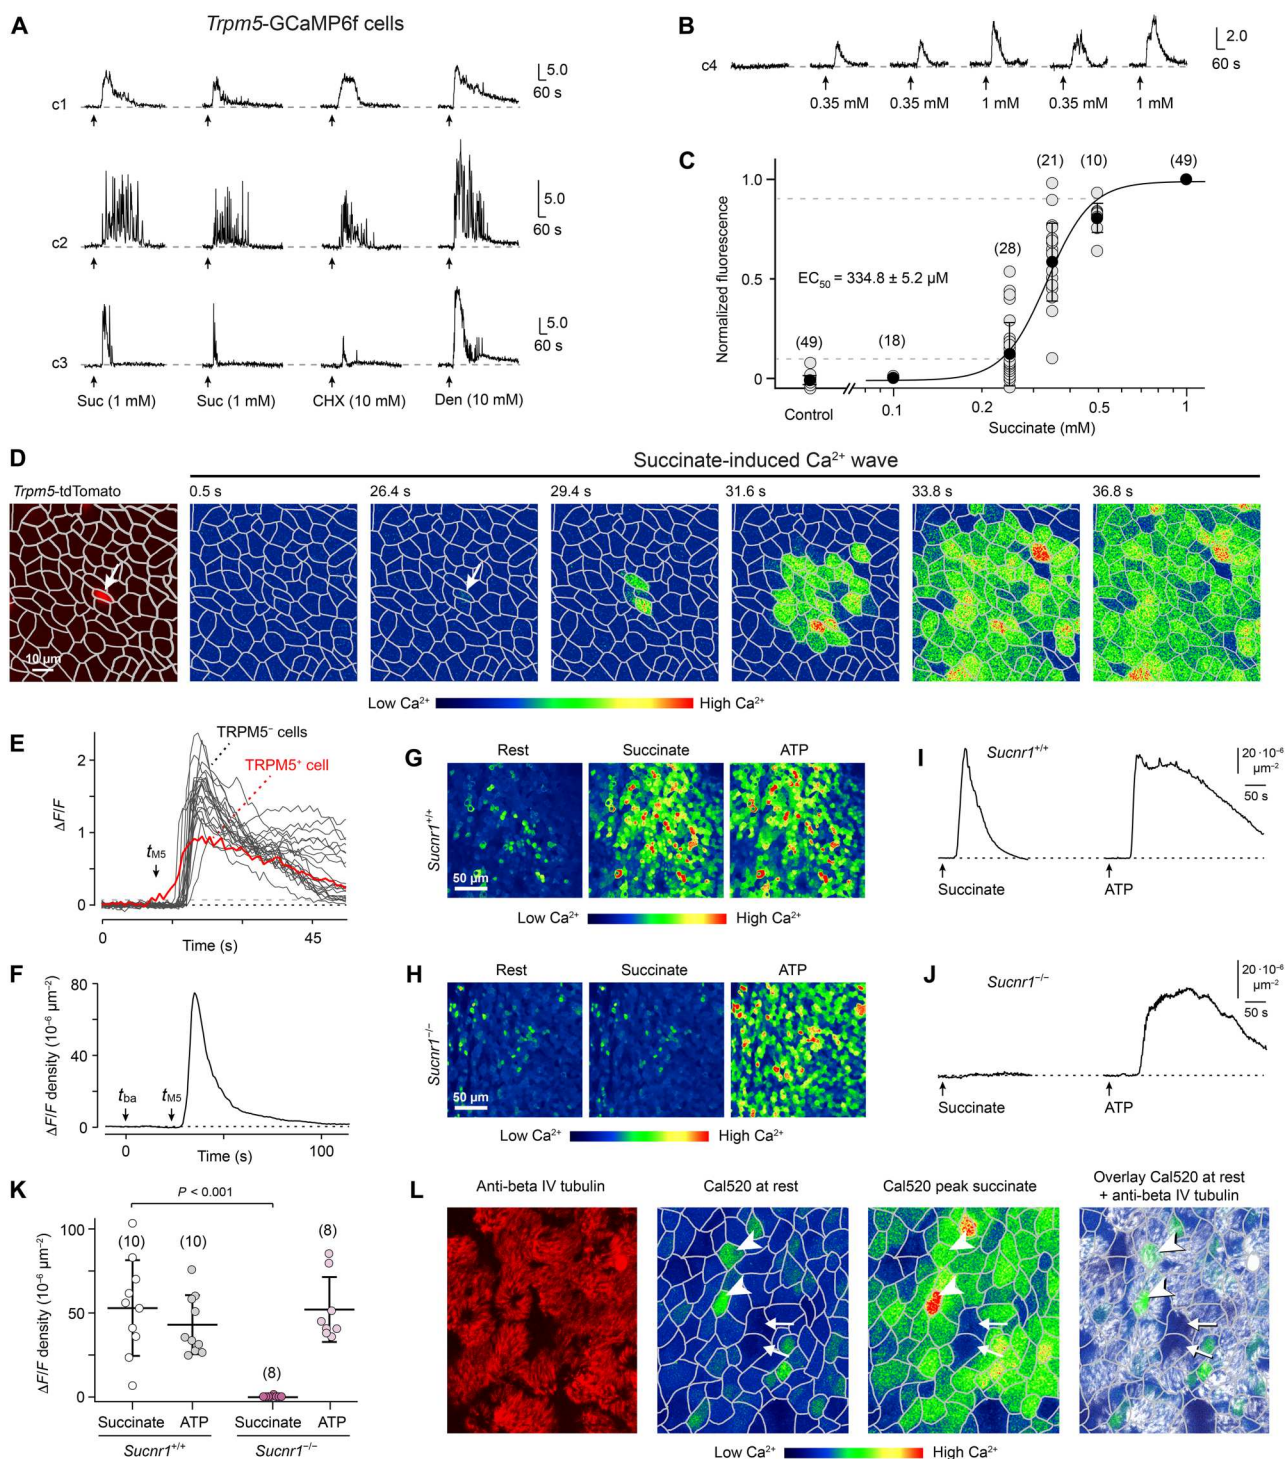 A
Trpm5-GCaMP6f cells
c1
5.0
60 s
c2
5.0
60 s
c3
5.0
60 s
Suc (1 mM) Suc (1 mM) CHX (10 mM) Den (10 mM)
B
c4
2.0
60 s
0.35 mM 0.35 mM 1 mM 0.35 mM 1 mM
C
Normalized fluorescence
1.0
0.5
0
(49) (18) (28) (21) (10) (49)
EC50 = 334.8 ± 5.2 µM
Control 0.1 0.2 0.5 1
Succinate (mM)
D
Succinate-induced Ca²⁺ wave
Trpm5-tdTomato 0.5 s 26.4 s 29.4 s 31.6 s 33.8 s 36.8 s
10 µm
Low Ca²⁺ High Ca²⁺
E
TRPM5⁻ cells
TRPM5⁺ cell
tM5
ΔF/F
2
1
0
0 45
Time (s)
F
ΔF/F density (10⁻⁶ µm⁻²)
80
40
0
tba tM5
0 100
Time (s)
G
Rest Succinate ATP
Sucnr1⁺/⁺
50 µm
Low Ca²⁺ High Ca²⁺
H
Rest Succinate ATP
Sucnr1⁻/⁻
50 µm
Low Ca²⁺ High Ca²⁺
I
Sucnr1⁺/⁺
20 ·10⁻⁶
µm⁻²
50 s
Succinate ATP
J
Sucnr1⁻/⁻
20 ·10⁻⁶
µm⁻²
50 s
Succinate ATP
K
P < 0.001
ΔF/F density (10⁻⁶ µm⁻²)
100
50
0
(10) (10) (8) (8)
Succinate ATP Succinate ATP
Sucnr1⁺/⁺ Sucnr1⁻/⁻
L
Anti-beta IV tubulin Cal520 at rest Cal520 peak succinate Overlay Cal520 at rest
+ anti-beta IV tubulin
Low Ca²⁺ High Ca²⁺